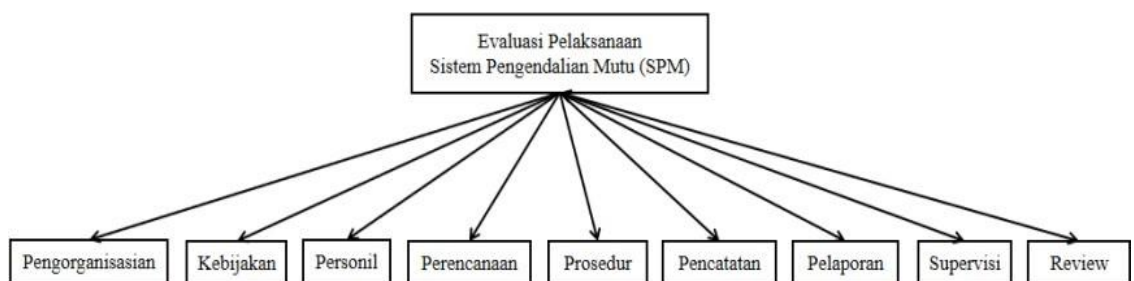 Evaluasi Pelaksanaan
Sistem Pengendalian Mutu (SPM)
Pengorganisasian
Kebijakan
Personil
Perencanaan
Prosedur
Pencatatan
Pelaporan
Supervisi
Review